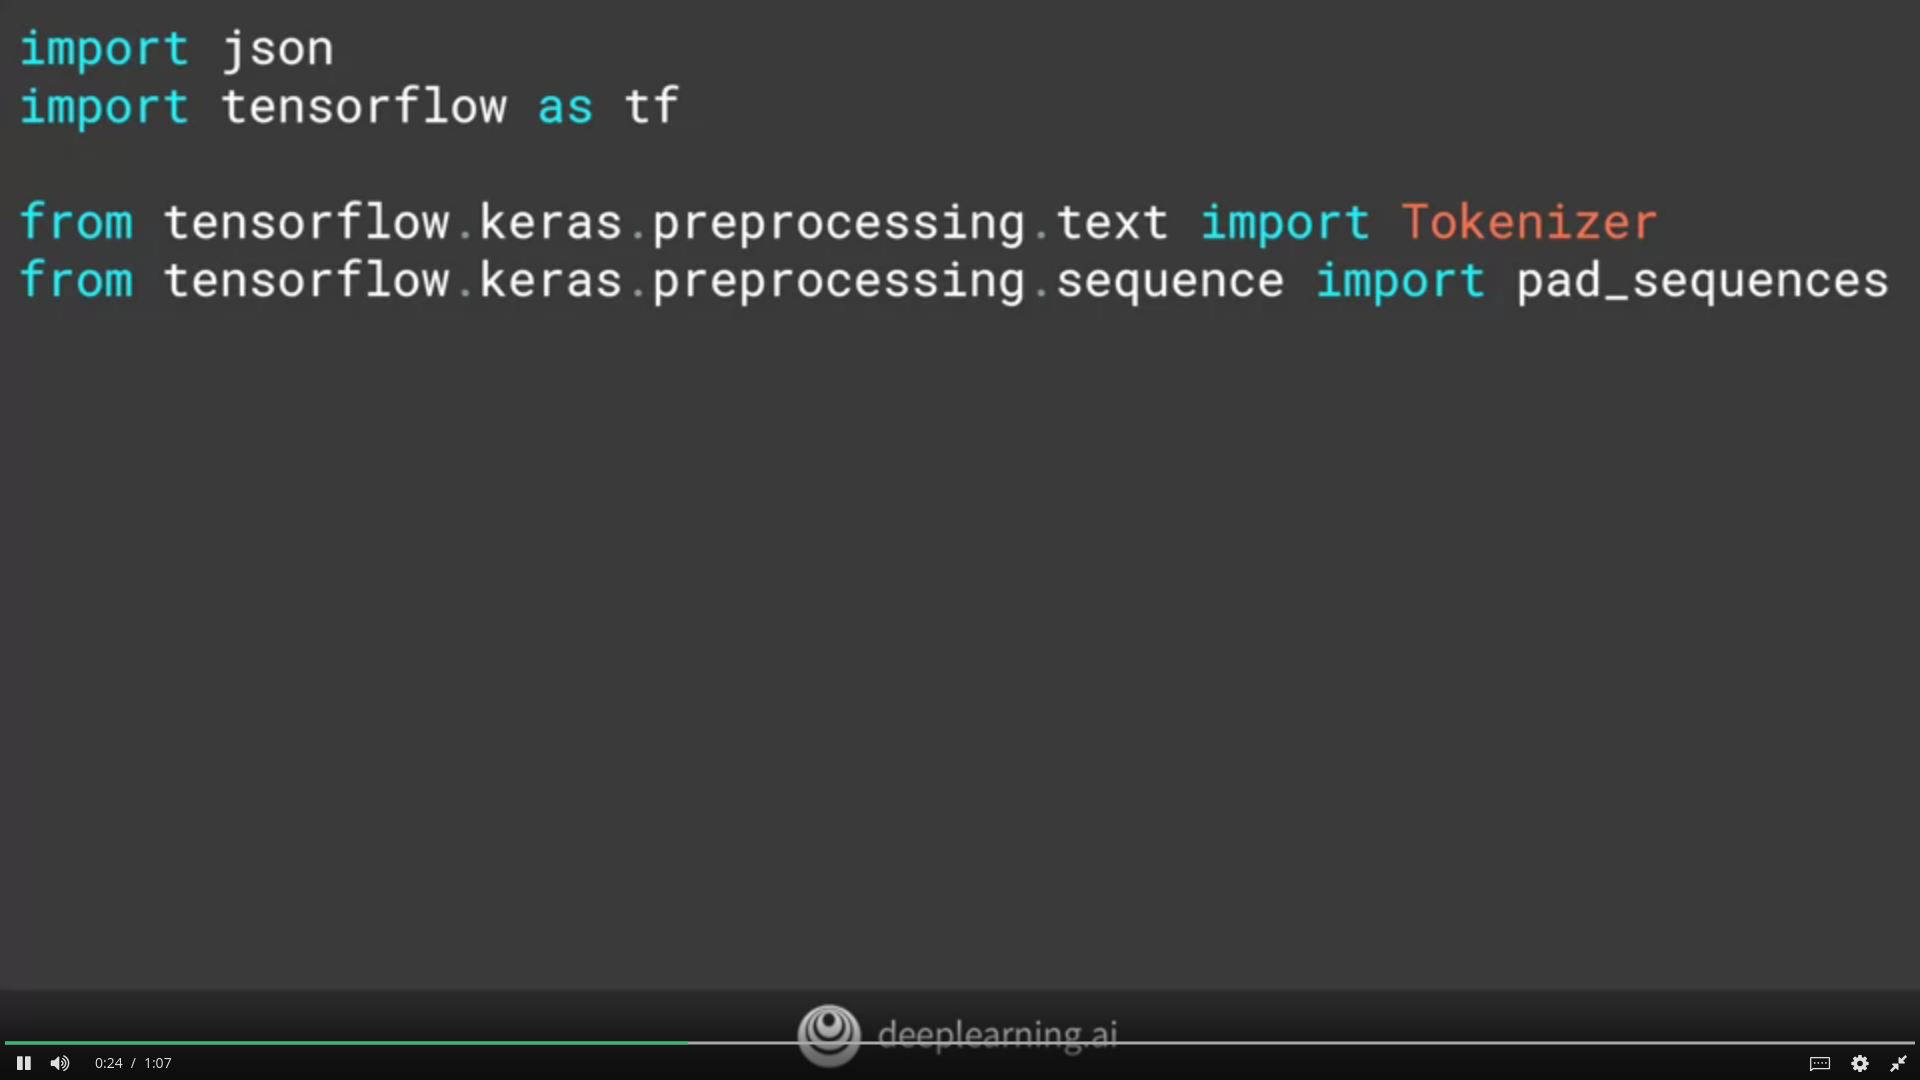 import json
import tensorflow as tf
from tensorflow.keras.preprocessing.text import Tokenizer
from tensorflow.keras.preprocessing.sequence import pad_sequences
deeplearning.ai
0:24 / 1:07